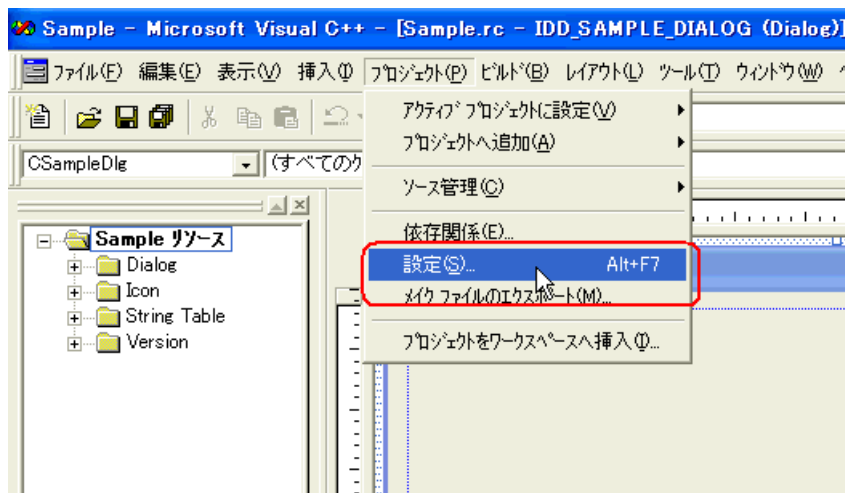 Sample - Microsoft Visual C++ - [Sample.rc - IDD_SAMPLE_DIALOG (Dialog)]
ﾌｧｲﾙ(F) 編集(E) 表示(V) 挿入(I) ﾌﾟﾛｼﾞｪｸﾄ(P) ﾋﾞﾙﾄﾞ(B) ﾚｲｱｳﾄ(L) ﾂｰﾙ(T) ｳｨﾝﾄﾞｳ(W)
ｱｸﾃｨﾌﾞ ﾌﾟﾛｼﾞｪｸﾄに設定(V)
ﾌﾟﾛｼﾞｪｸﾄへ追加(A)
CSampleDlg (すべてのク
ｿｰｽ管理(C)
依存関係(E)...
Sample ﾘｿｰｽ
設定(S)... Alt+F7
Dialog
Icon
ﾒｲｸ ﾌｧｲﾙのｴｸｽﾎﾟｰﾄ(M)...
String Table
Version
ﾌﾟﾛｼﾞｪｸﾄをﾜｰｸｽﾍﾟｰｽへ挿入(I)...